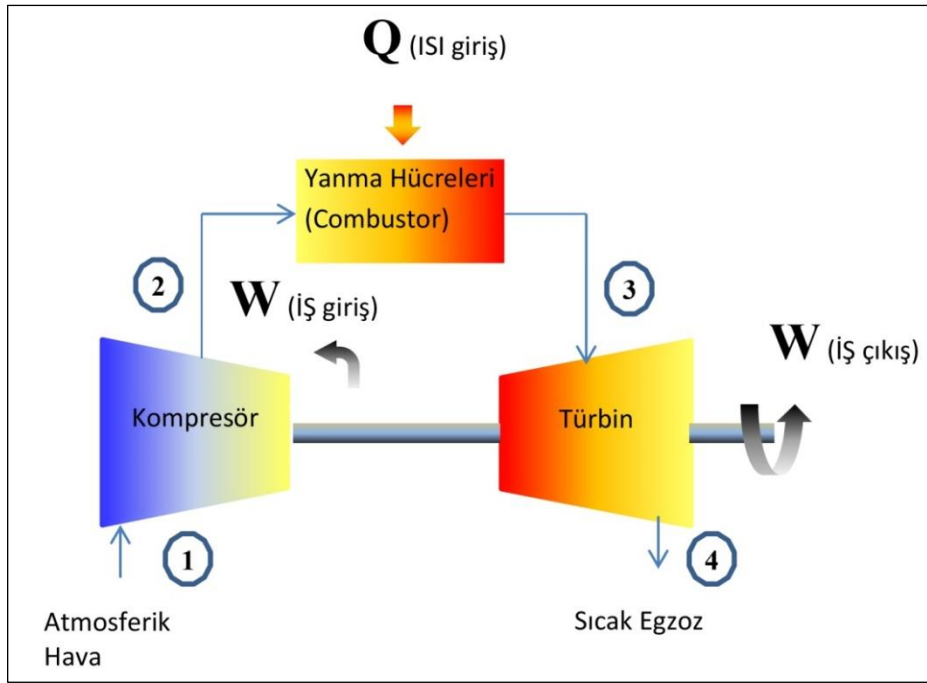 Q (ISI giriş)
Yanma Hücreleri
(Combustor)
2
W (İŞ giriş)
3
W (İŞ çıkış)
Kompresör
Türbin
1
4
Atmosferik
Hava
Sıcak Egzoz